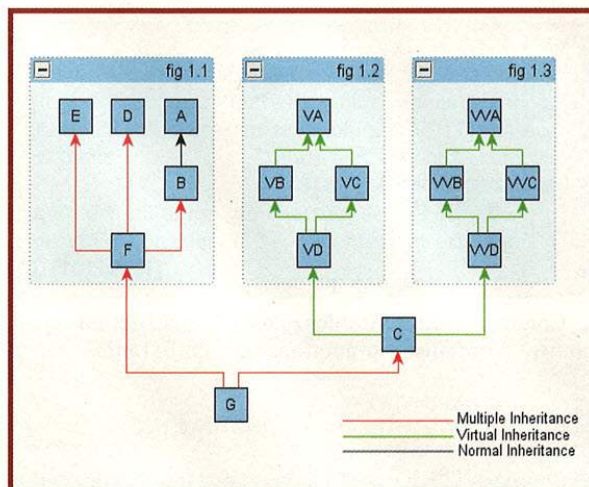 fig 1.1
fig 1.2
fig 1.3
E D A
VA
VVA
B
VB VC
VVB VVC
F
VD
VVD
C
G
Multiple Inheritance
Virtual Inheritance
Normal Inheritance